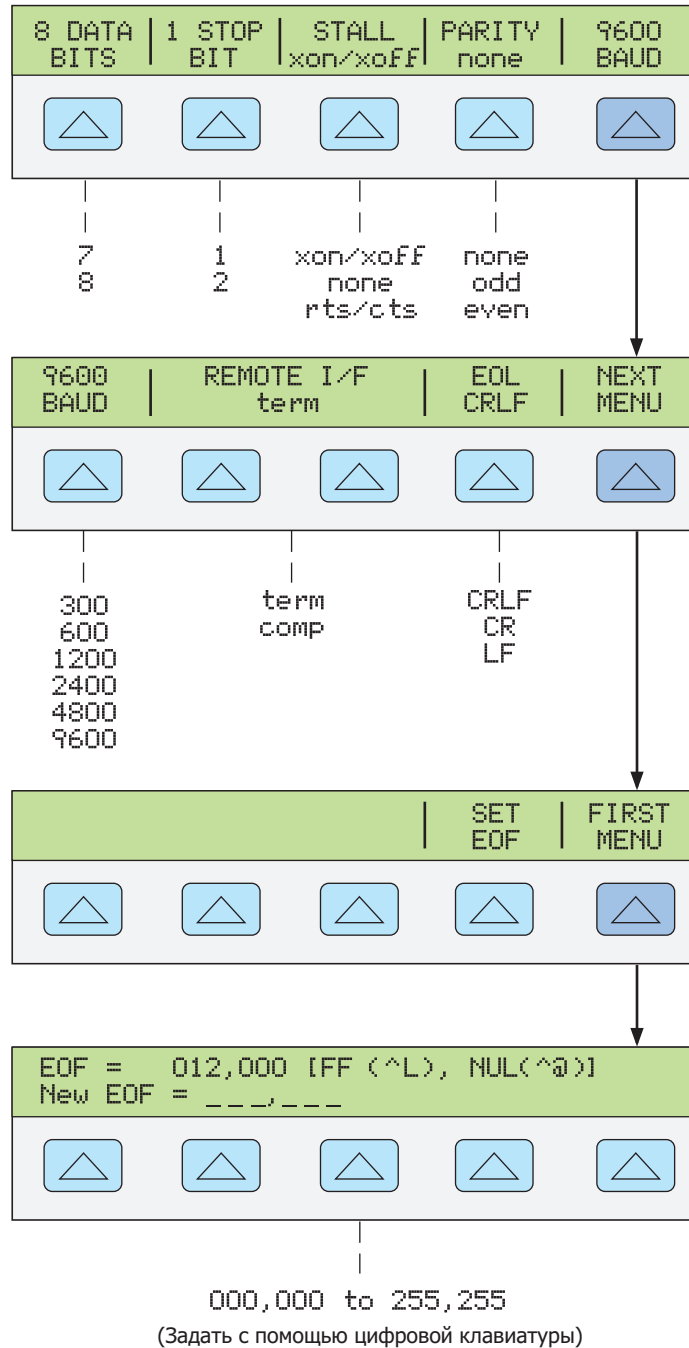 8 DATA BITS | 1 STOP BIT | STALL xon/xoff | PARITY none | 9600 BAUD
7 1 xon/xoff none
8 2 none odd
rts/cts even
9600 BAUD | REMOTE I/F term | EOL CRLF | NEXT MENU
300 term CRLF
600 comp CR
1200 LF
2400
4800
9600
| SET EOF | FIRST MENU
EOF = 012,000 [FF (^L), NUL(^@)]
New EOF = _ _ _,_ _ _
000,000 to 255,255
(Задать с помощью цифровой клавиатуры)